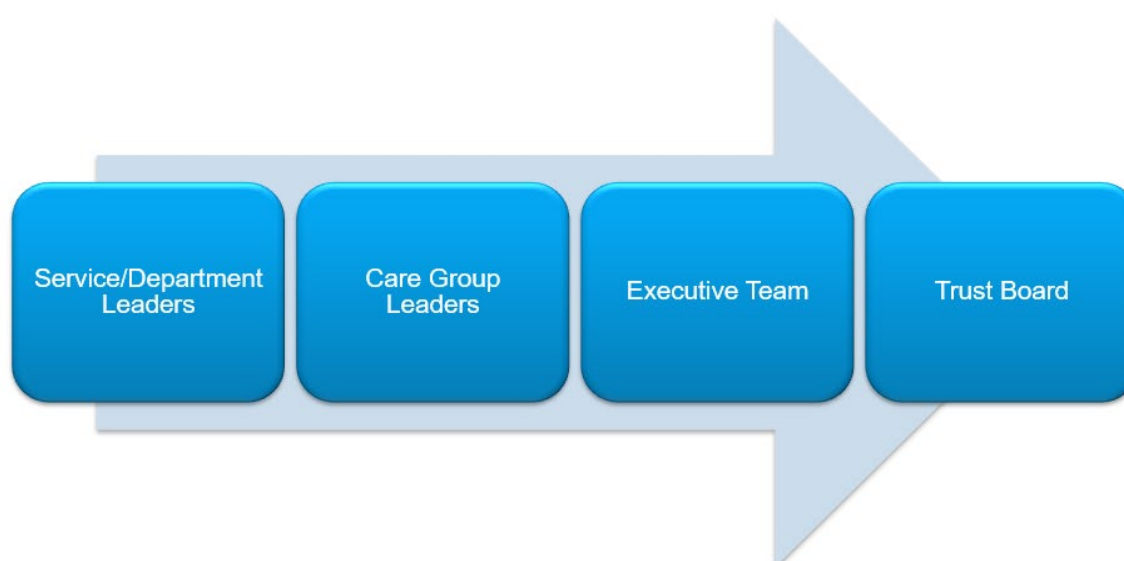 Service/Department
Leaders
Care Group
Leaders
Executive Team
Trust Board